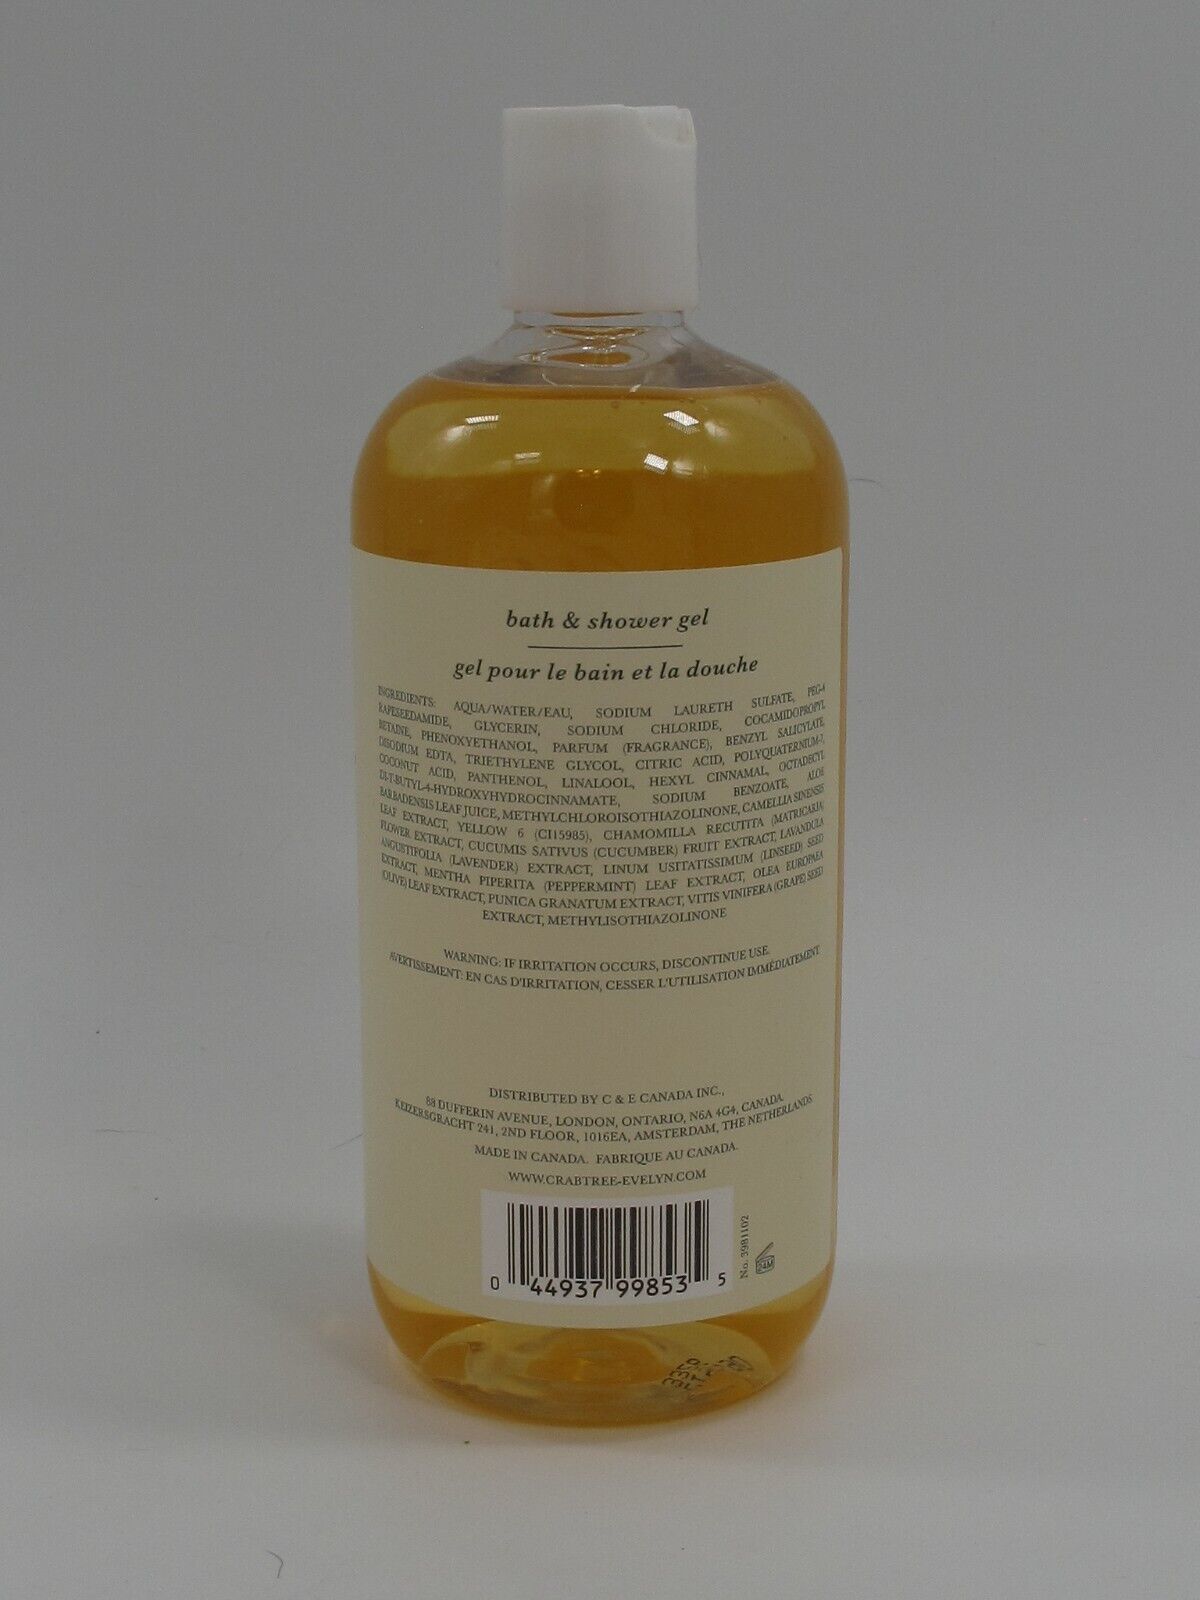 bath & shower gel
gel pour le bain et la douche
INGREDIENTS: AQUA/WATER/EAU, SODIUM LAURETH SULFATE, PEG-4
RAPESEEDAMIDE, GLYCERIN, SODIUM CHLORIDE, COCAMIDOPROPYL
BETAINE, PHENOXYETHANOL, PARFUM (FRAGRANCE), BENZYL SALICYLATE,
DISODIUM EDTA, TRIETHYLENE GLYCOL, CITRIC ACID, POLYQUATERNIUM-7,
COCONUT ACID, PANTHENOL, LINALOOL, HEXYL CINNAMAL, OCTADECYL
DI-T-BUTYL-4-HYDROXYHYDROCINNAMATE, SODIUM BENZOATE, ALOE
BARBADENSIS LEAF JUICE, METHYLCHLOROISOTHIAZOLINONE, CAMELLIA SINENSIS
LEAF EXTRACT, YELLOW 6 (CI15985), CHAMOMILLA RECUTITA (MATRICARIA)
FLOWER EXTRACT, CUCUMIS SATIVUS (CUCUMBER) FRUIT EXTRACT, LAVANDULA
ANGUSTIFOLIA (LAVENDER) EXTRACT, LINUM USITATISSIMUM (LINSEED) SEED
EXTRACT, MENTHA PIPERITA (PEPPERMINT) LEAF EXTRACT, OLEA EUROPAEA
(OLIVE) LEAF EXTRACT, PUNICA GRANATUM EXTRACT, VITIS VINIFERA (GRAPE) SEED
EXTRACT, METHYLISOTHIAZOLINONE
WARNING: IF IRRITATION OCCURS, DISCONTINUE USE.
AVERTISSEMENT: EN CAS D'IRRITATION, CESSER L'UTILISATION IMMÉDIATEMENT.
DISTRIBUTED BY C & E CANADA INC.,
88 DUFFERIN AVENUE, LONDON, ONTARIO, N6A 4G4, CANADA.
KEIZERSGRACHT 241, 2ND FLOOR, 1016EA, AMSTERDAM, THE NETHERLANDS
MADE IN CANADA. FABRIQUE AU CANADA.
WWW.CRABTREE-EVELYN.COM
0 44937 99853 5
No. 3981102
24M